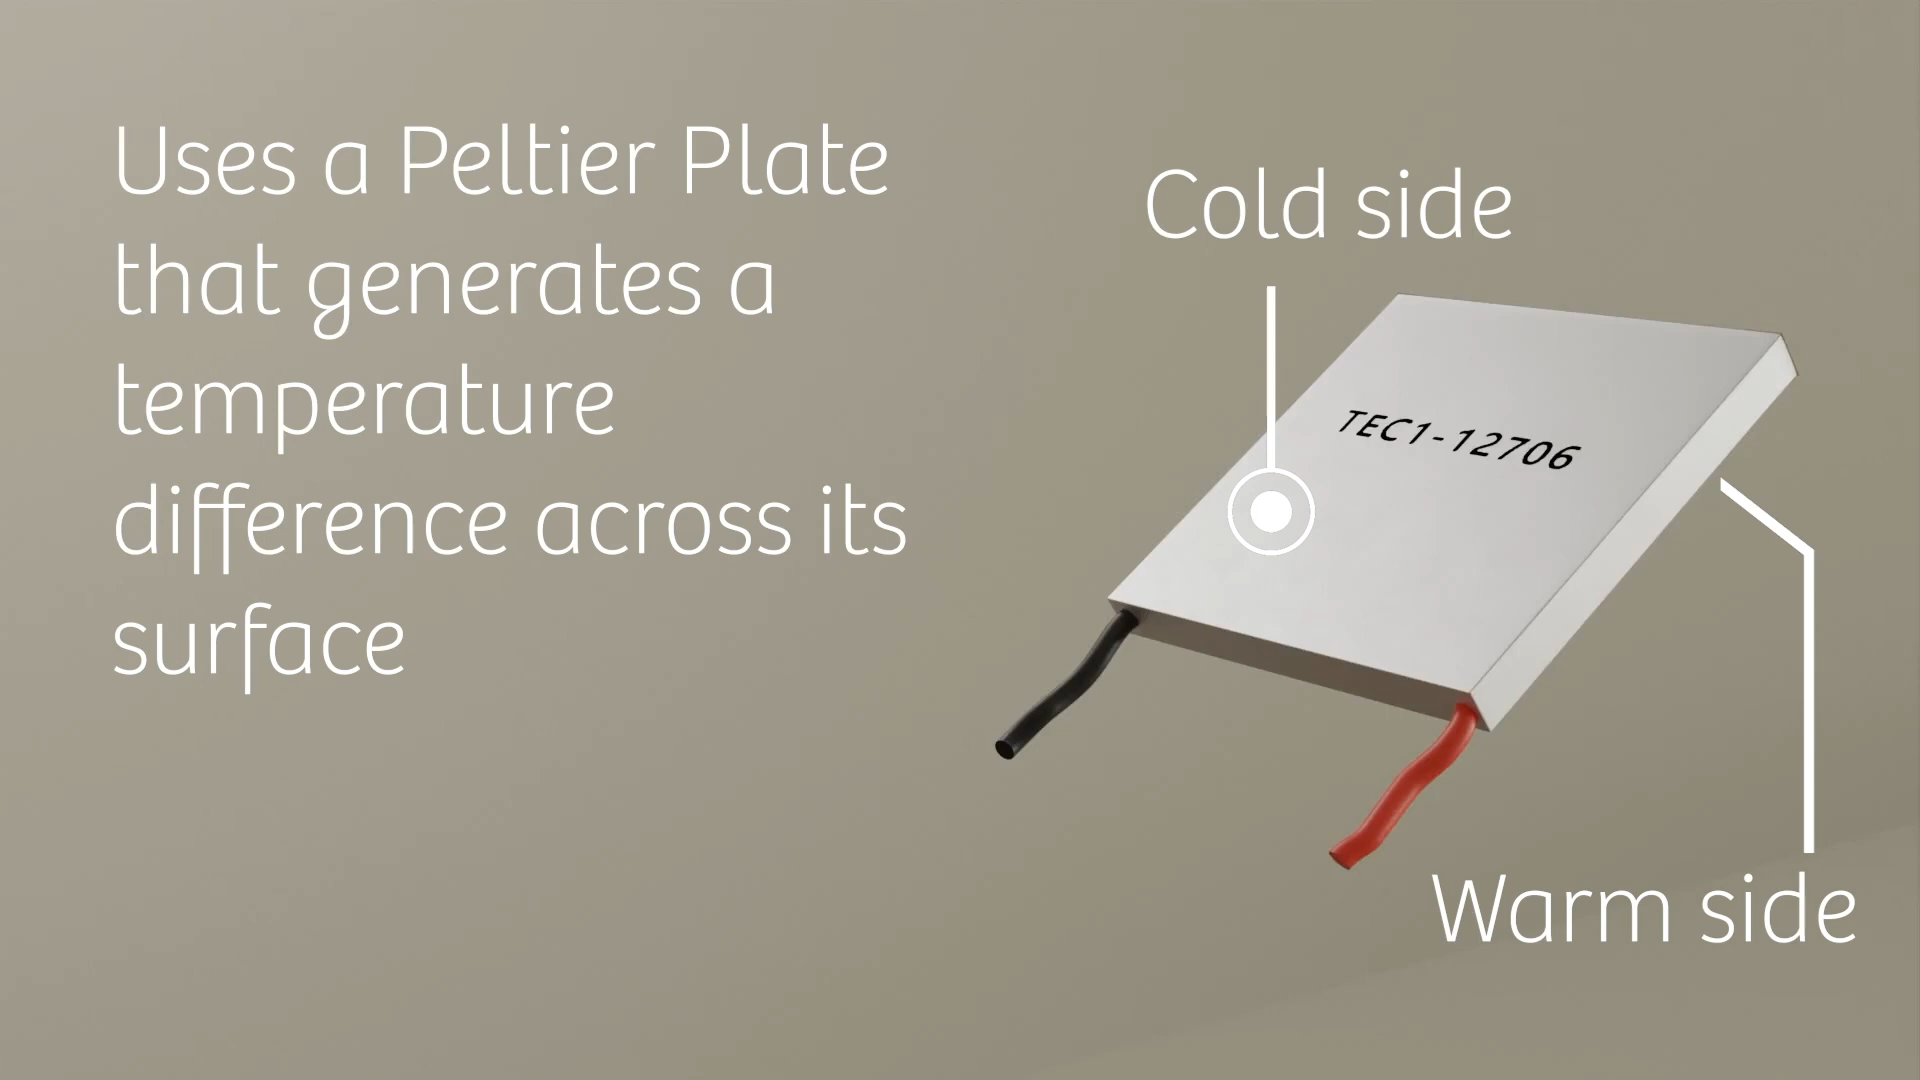 Uses a Peltier Plate
that generates a
temperature
difference across its
surface
Cold side
TEC1-12706
Warm side